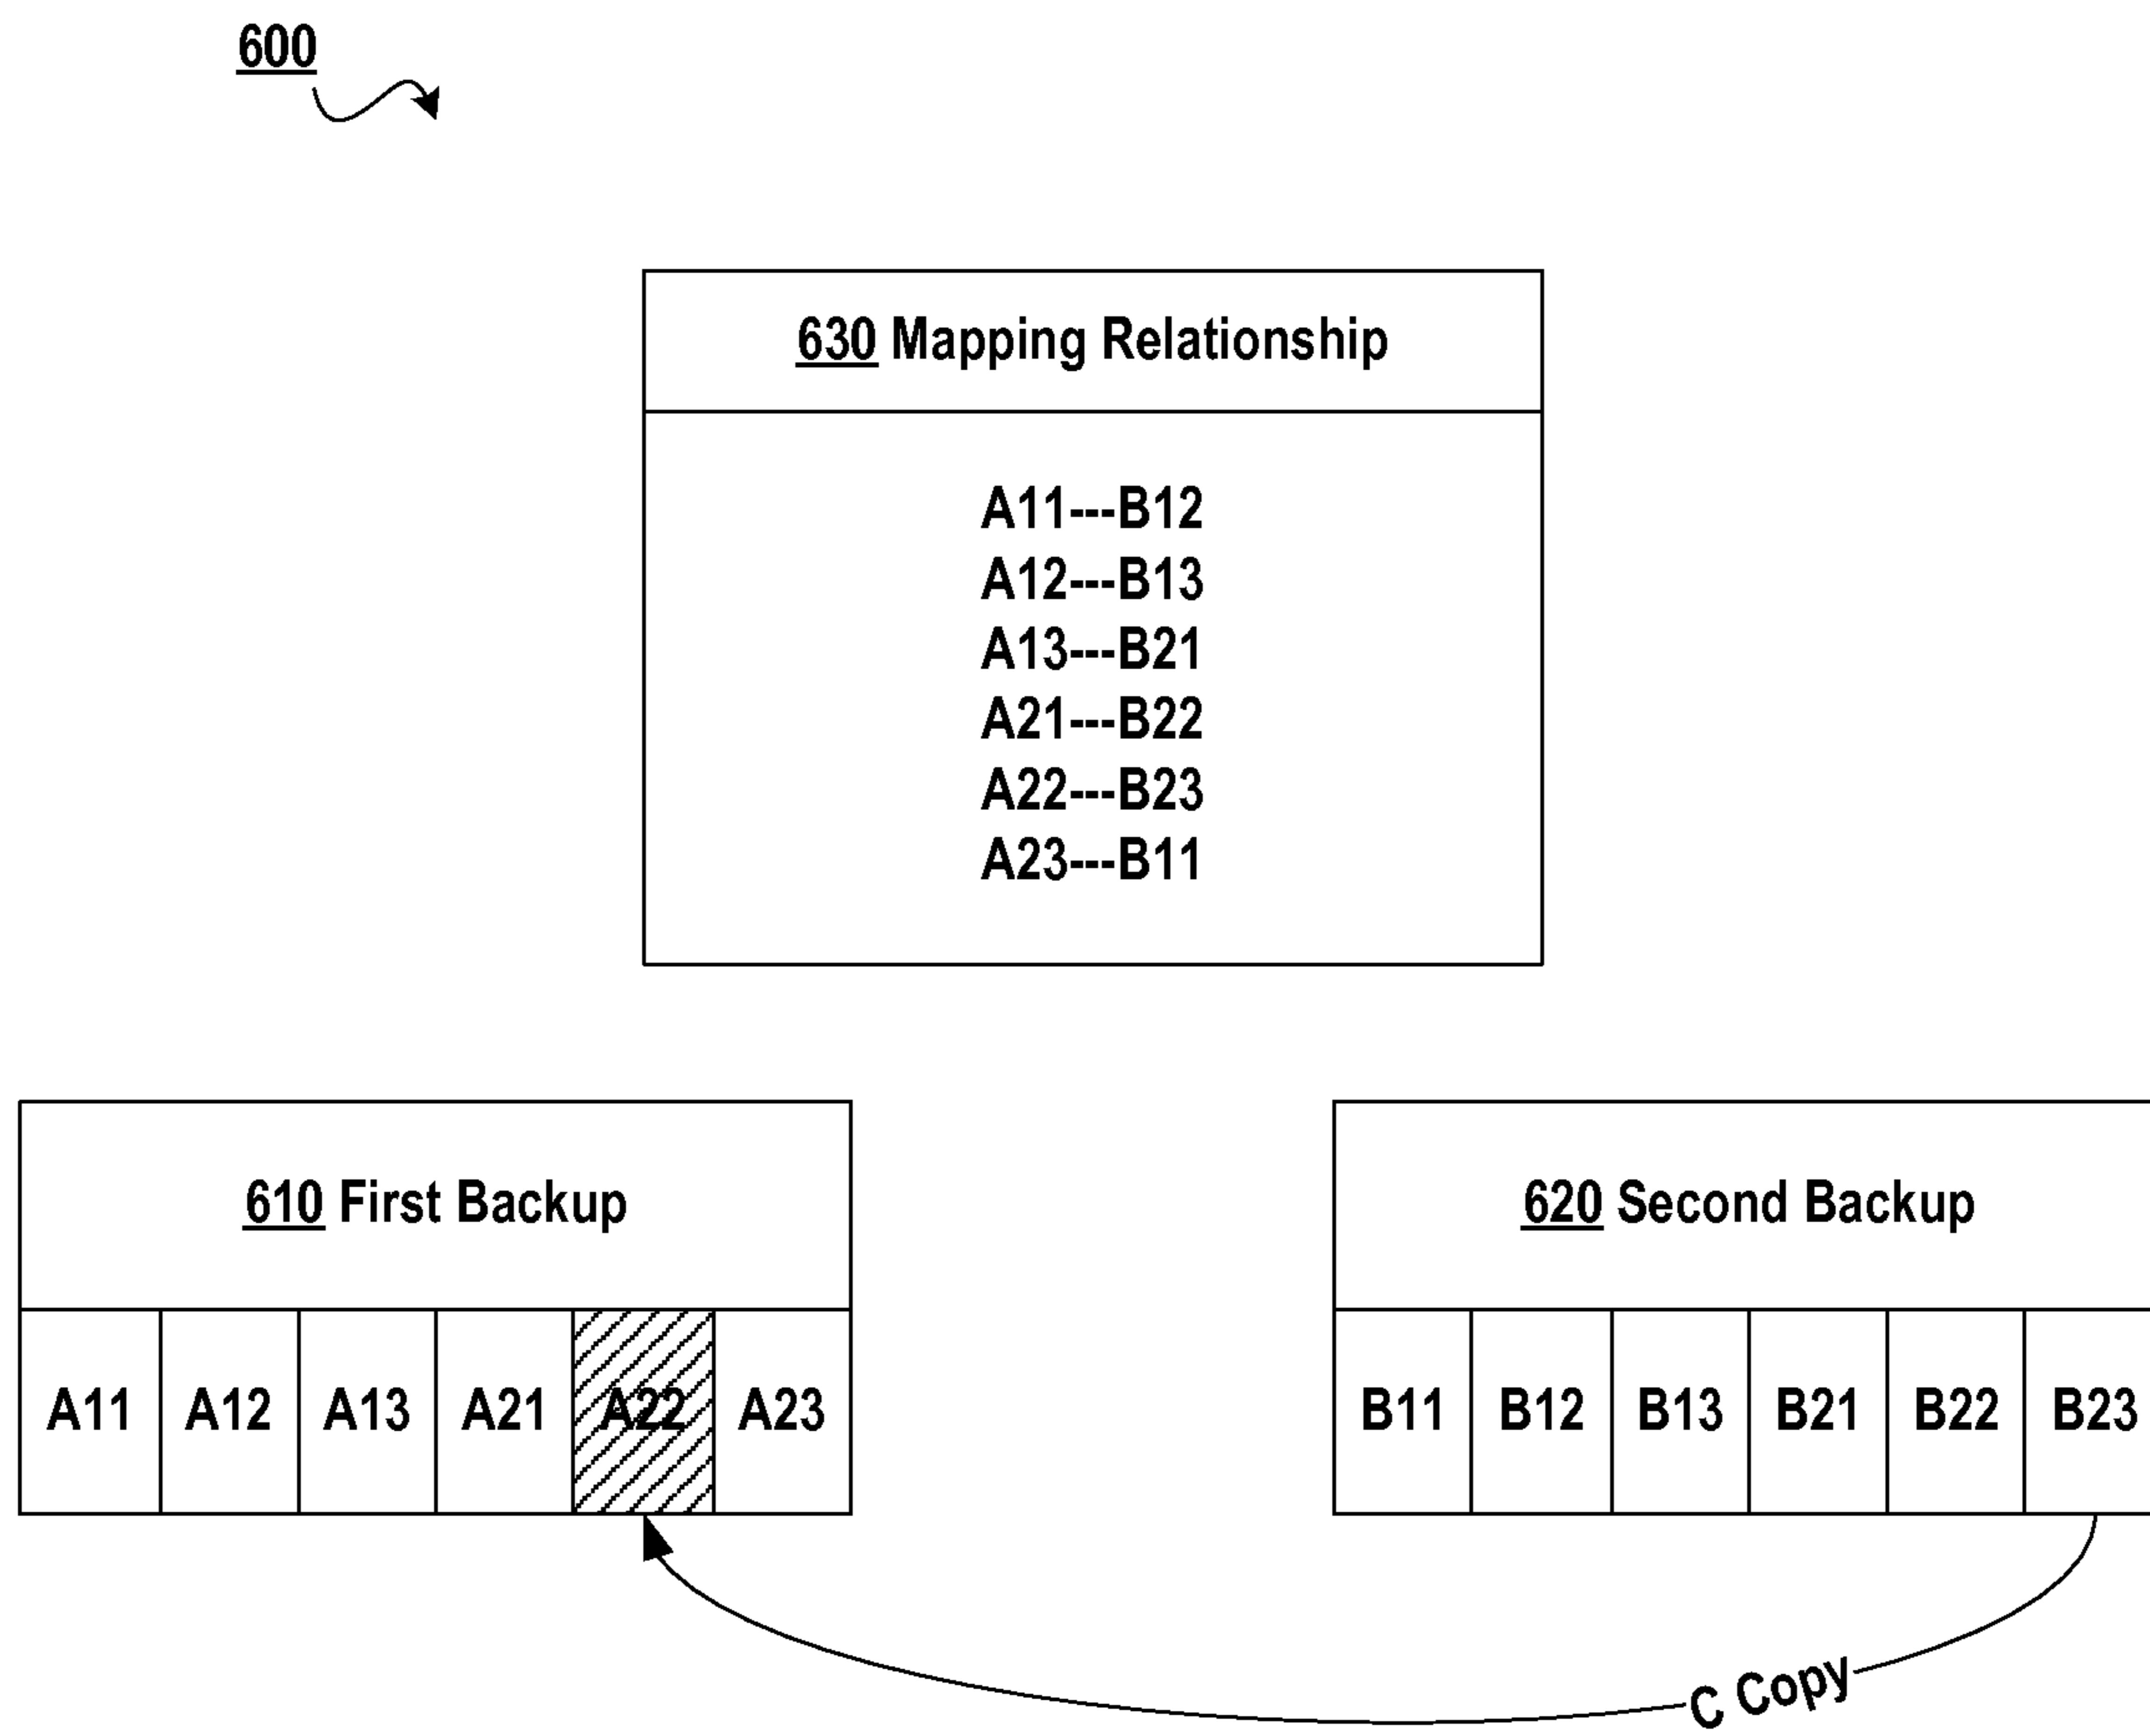 600
630 Mapping Relationship
A11---B12
A12---B13
A13---B21
A21---B22
A22---B23
A23---B11
610 First Backup
A11 A12 A13 A21 A22 A23
620 Second Backup
B11 B12 B13 B21 B22 B23
C Copy